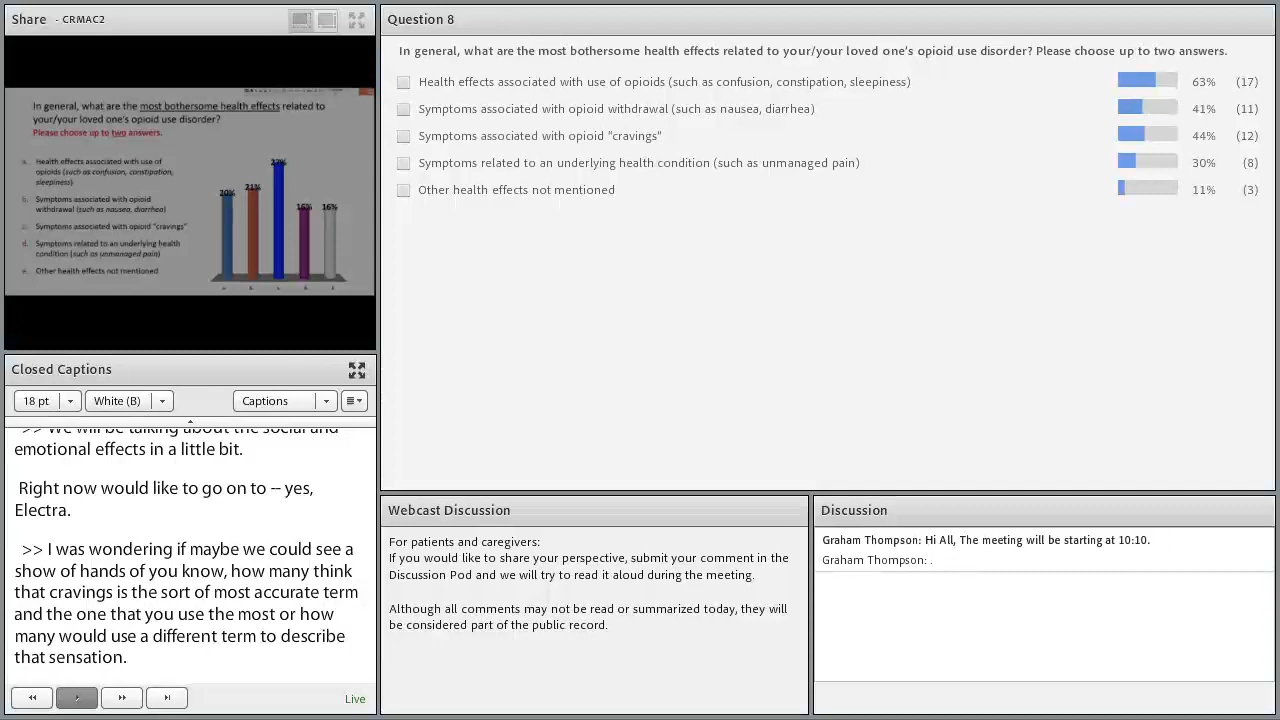 Share - CRMAC2
In general, what are the most bothersome health effects related to
your/your loved one's opioid use disorder?
Please choose up to two answers.
a. Health effects associated with use of
opioids (such as confusion, constipation,
sleepiness)
b. Symptoms associated with opioid
withdrawal (such as nausea, diarrhea)
c. Symptoms associated with opioid "cravings"
d. Symptoms related to an underlying health
condition (such as unmanaged pain)
e. Other health effects not mentioned
20%
21%
27%
16%
16%
Question 8
In general, what are the most bothersome health effects related to your/your loved one's opioid use disorder? Please choose up to two answers.
Health effects associated with use of opioids (such as confusion, constipation, sleepiness) 63% (17)
Symptoms associated with opioid withdrawal (such as nausea, diarrhea) 41% (11)
Symptoms associated with opioid "cravings" 44% (12)
Symptoms related to an underlying health condition (such as unmanaged pain) 30% (8)
Other health effects not mentioned 11% (3)
Closed Captions
18 pt White (B) Captions
>> We will be talking about the social and
emotional effects in a little bit.
Right now would like to go on to -- yes,
Electra.
>> I was wondering if maybe we could see a
show of hands of you know, how many think
that cravings is the sort of most accurate term
and the one that you use the most or how
many would use a different term to describe
that sensation.
Live
Webcast Discussion
For patients and caregivers:
If you would like to share your perspective, submit your comment in the
Discussion Pod and we will try to read it aloud during the meeting.
Although all comments may not be read or summarized today, they will
be considered part of the public record.
Discussion
Graham Thompson: Hi All, The meeting will be starting at 10:10.
Graham Thompson: .